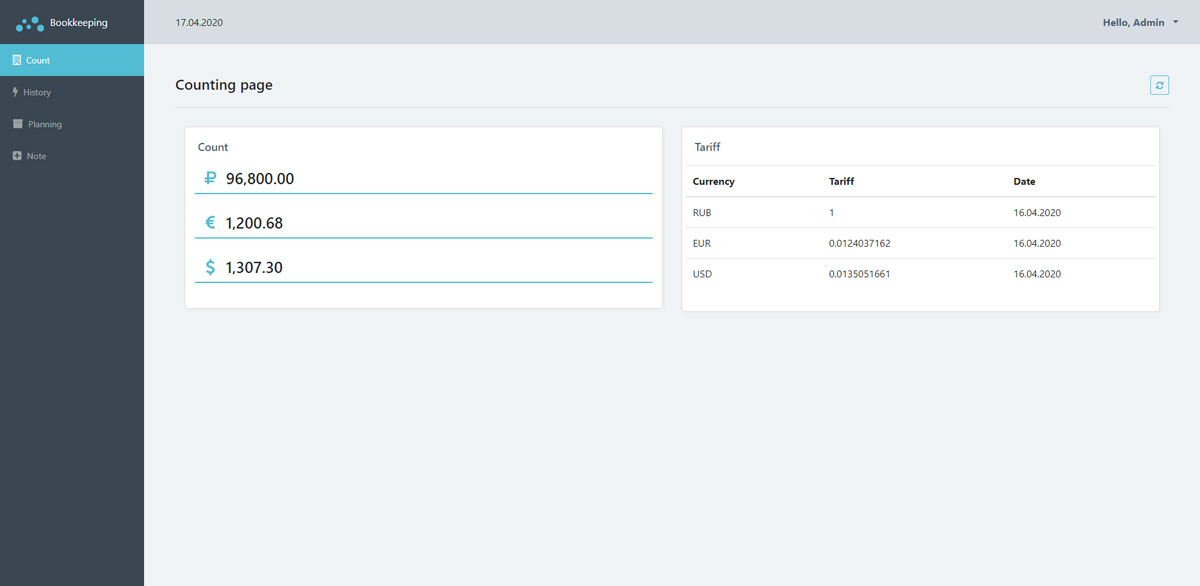 Bookkeeping
17.04.2020
Hello, Admin
Count
History
Planning
Note
Counting page
Count
₽ 96,800.00
€ 1,200.68
$ 1,307.30
Tariff
Currency Tariff Date
RUB 1 16.04.2020
EUR 0.0124037162 16.04.2020
USD 0.0135051661 16.04.2020